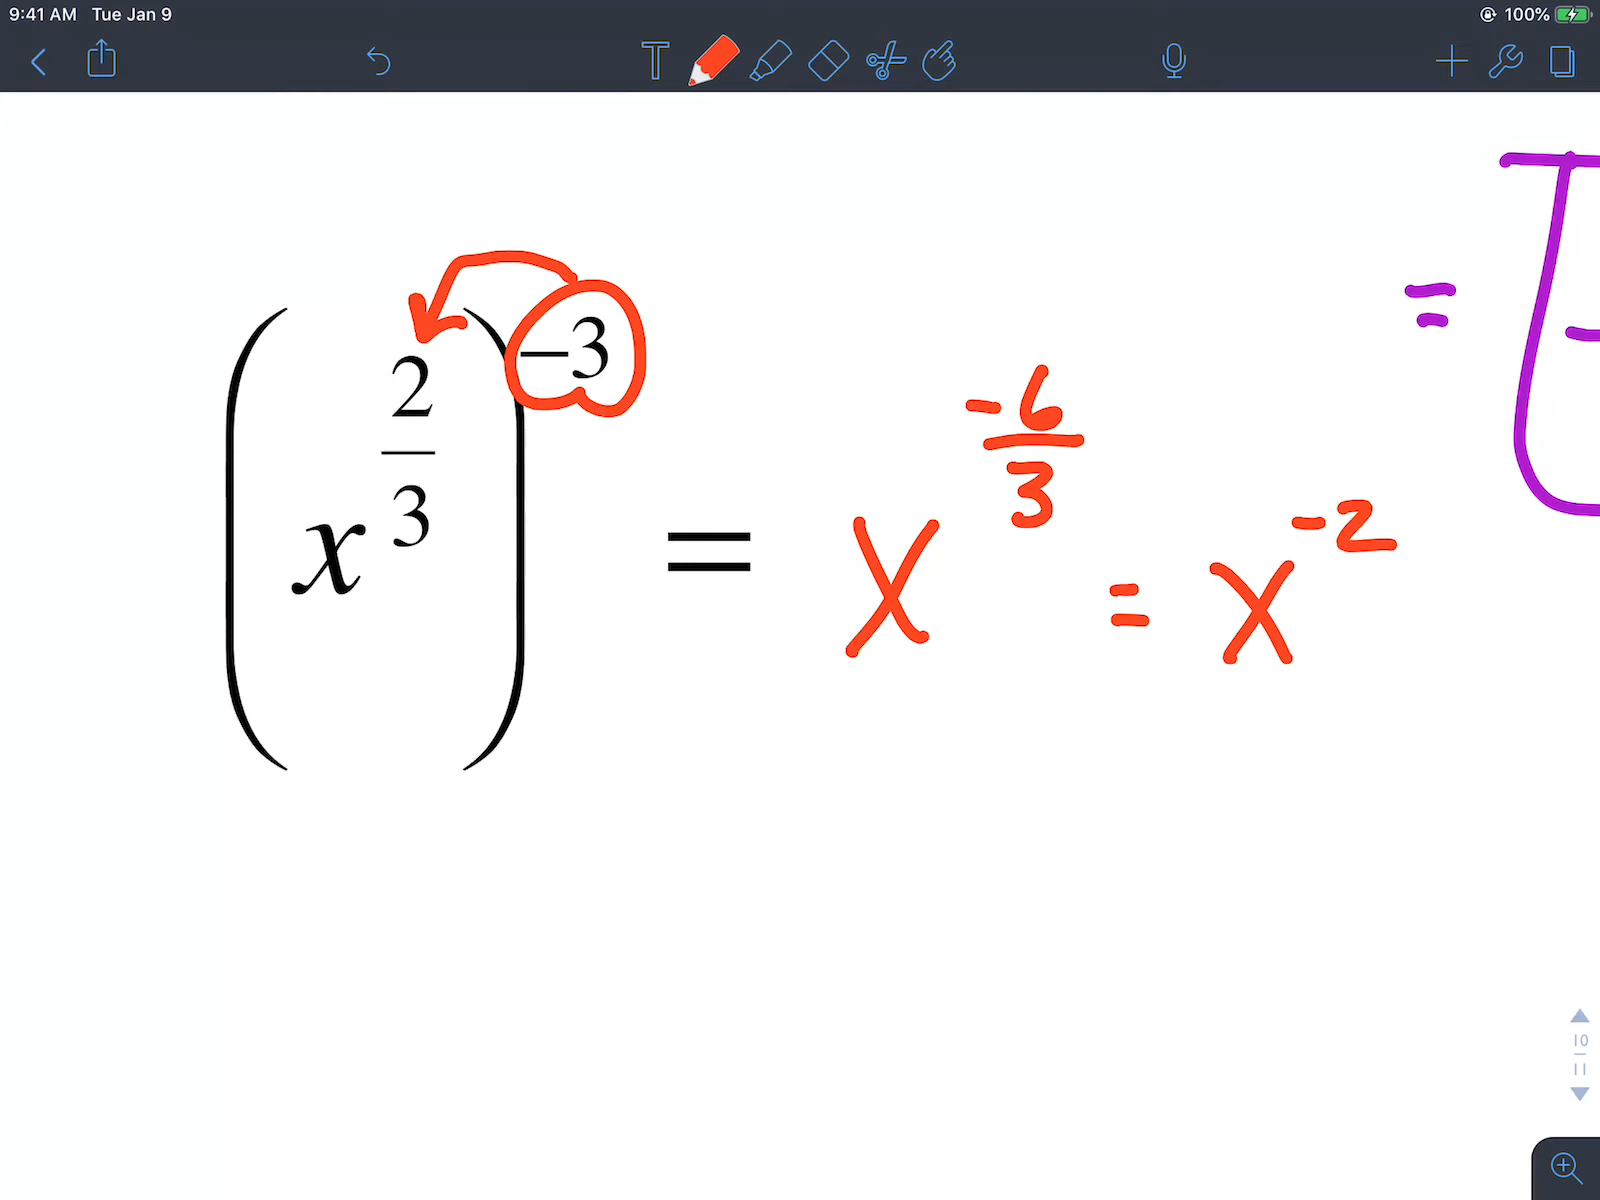 9:41 AM Tue Jan 9 100%
T
=
(x^(2/3))^(−3) = x^(-6/3) = x^(-2)
10
11